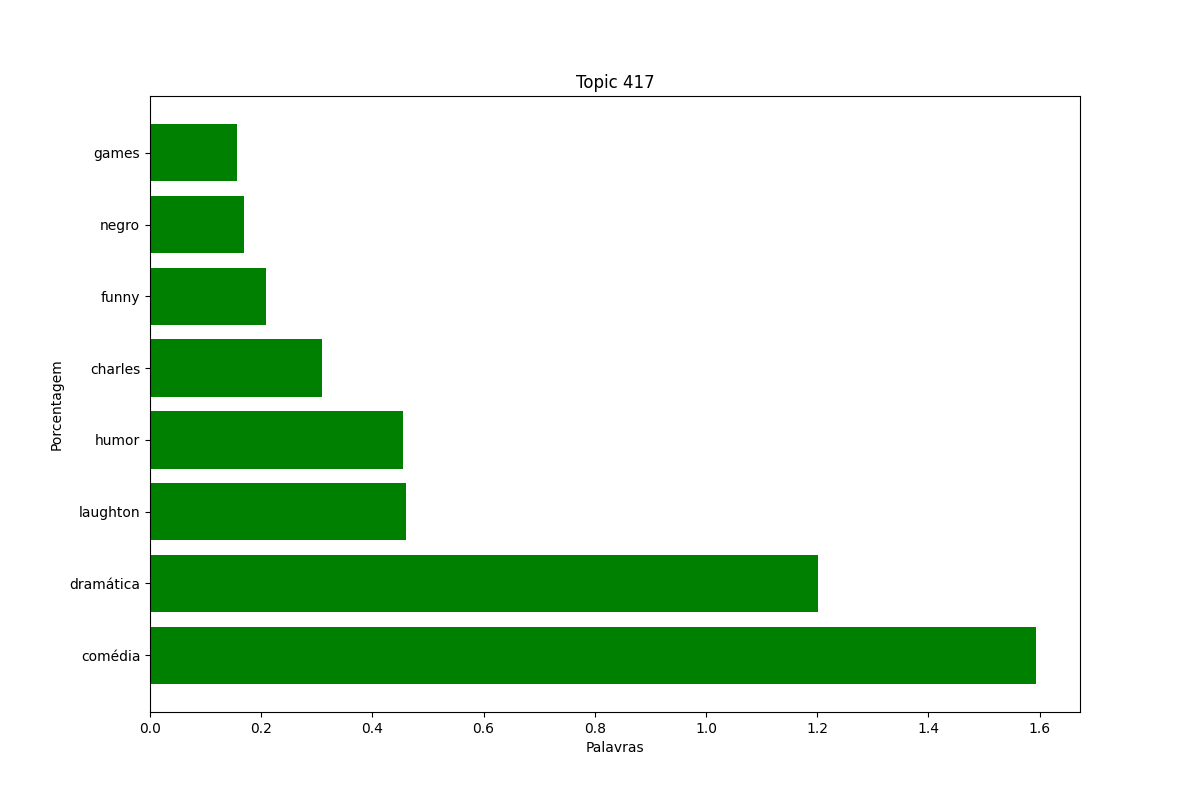 Topic 417
games
negro
funny
charles
humor
laughton
dramática
comédia
Porcentagem
0.0 0.2 0.4 0.6 0.8 1.0 1.2 1.4 1.6
Palavras